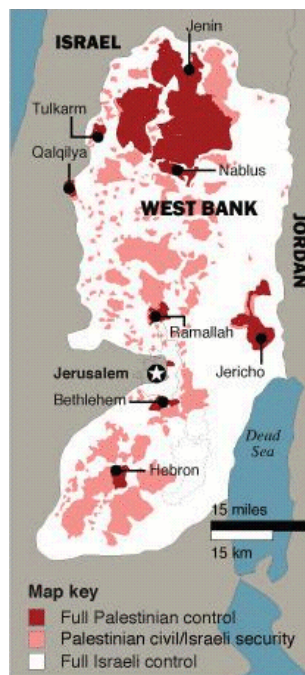 ISRAEL
Jenin
Tulkarm
Qalqilya
Nablus
WEST BANK
JORDAN
Ramallah
Jerusalem
Jericho
Bethlehem
Dead
Sea
Hebron
15 miles
15 km
Map key
Full Palestinian control
Palestinian civil/Israeli security
Full Israeli control